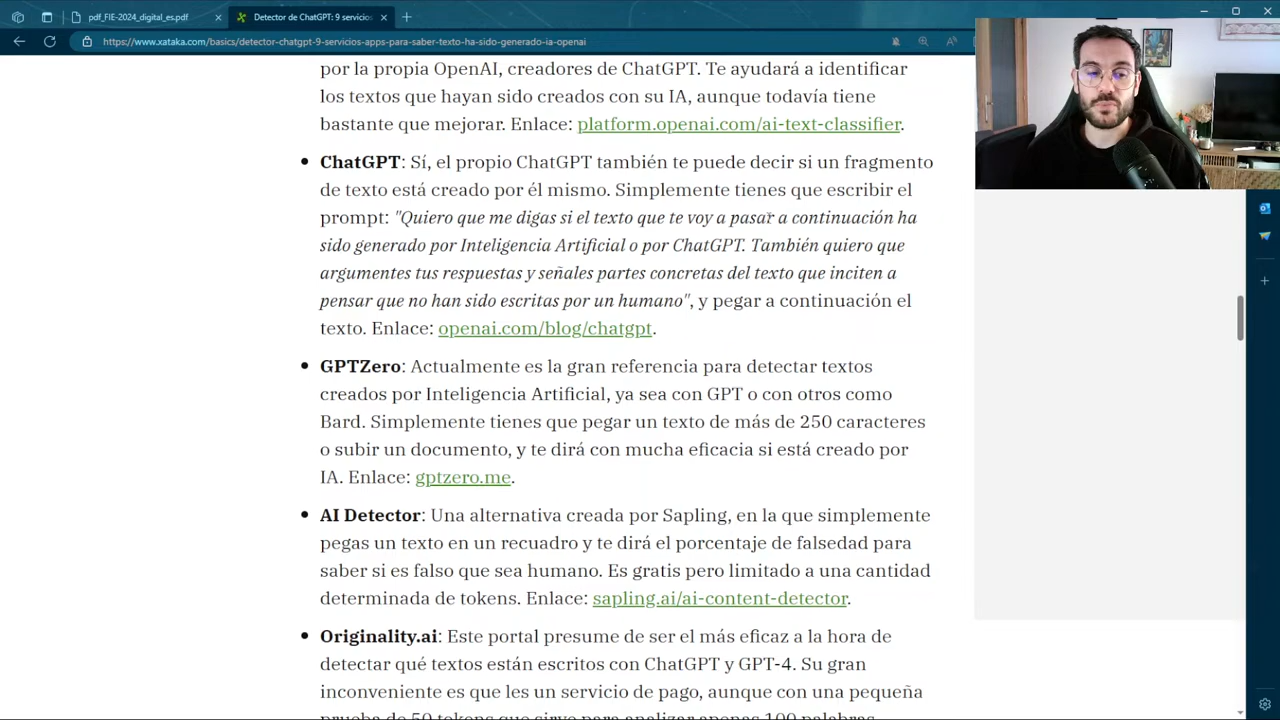 pdf_FIE-2024_digital_es.pdf
Detector de ChatGPT: 9 servicios
https://www.xataka.com/basics/detector-chatgpt-9-servicios-apps-para-saber-texto-ha-sido-generado-ia-openai
por la propia OpenAI, creadores de ChatGPT. Te ayudará a identificar
los textos que hayan sido creados con su IA, aunque todavía tiene
bastante que mejorar. Enlace: platform.openai.com/ai-text-classifier.
ChatGPT: Sí, el propio ChatGPT también te puede decir si un fragmento
de texto está creado por él mismo. Simplemente tienes que escribir el
prompt: "Quiero que me digas si el texto que te voy a pasar a continuación ha
sido generado por Inteligencia Artificial o por ChatGPT. También quiero que
argumentes tus respuestas y señales partes concretas del texto que inciten a
pensar que no han sido escritas por un humano", y pegar a continuación el
texto. Enlace: openai.com/blog/chatgpt.
GPTZero: Actualmente es la gran referencia para detectar textos
creados por Inteligencia Artificial, ya sea con GPT o con otros como
Bard. Simplemente tienes que pegar un texto de más de 250 caracteres
o subir un documento, y te dirá con mucha eficacia si está creado por
IA. Enlace: gptzero.me.
AI Detector: Una alternativa creada por Sapling, en la que simplemente
pegas un texto en un recuadro y te dirá el porcentaje de falsedad para
saber si es falso que sea humano. Es gratis pero limitado a una cantidad
determinada de tokens. Enlace: sapling.ai/ai-content-detector.
Originality.ai: Este portal presume de ser el más eficaz a la hora de
detectar qué textos están escritos con ChatGPT y GPT-4. Su gran
inconveniente es que les un servicio de pago, aunque con una pequeña
prueba de 50 tokens que sirve para analizar apenas 100 palabras.